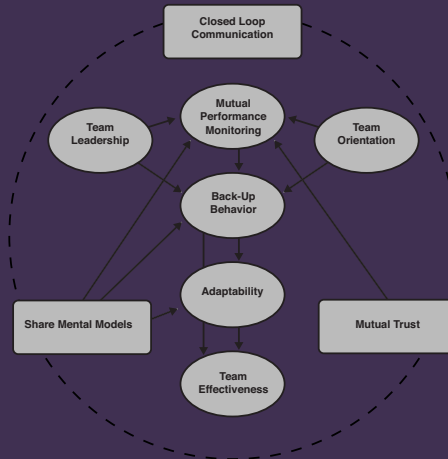 Closed Loop
Communication
Mutual
Performance
Monitoring
Team
Leadership
Team
Orientation
Back-Up
Behavior
Adaptability
Share Mental Models
Mutual Trust
Team
Effectiveness